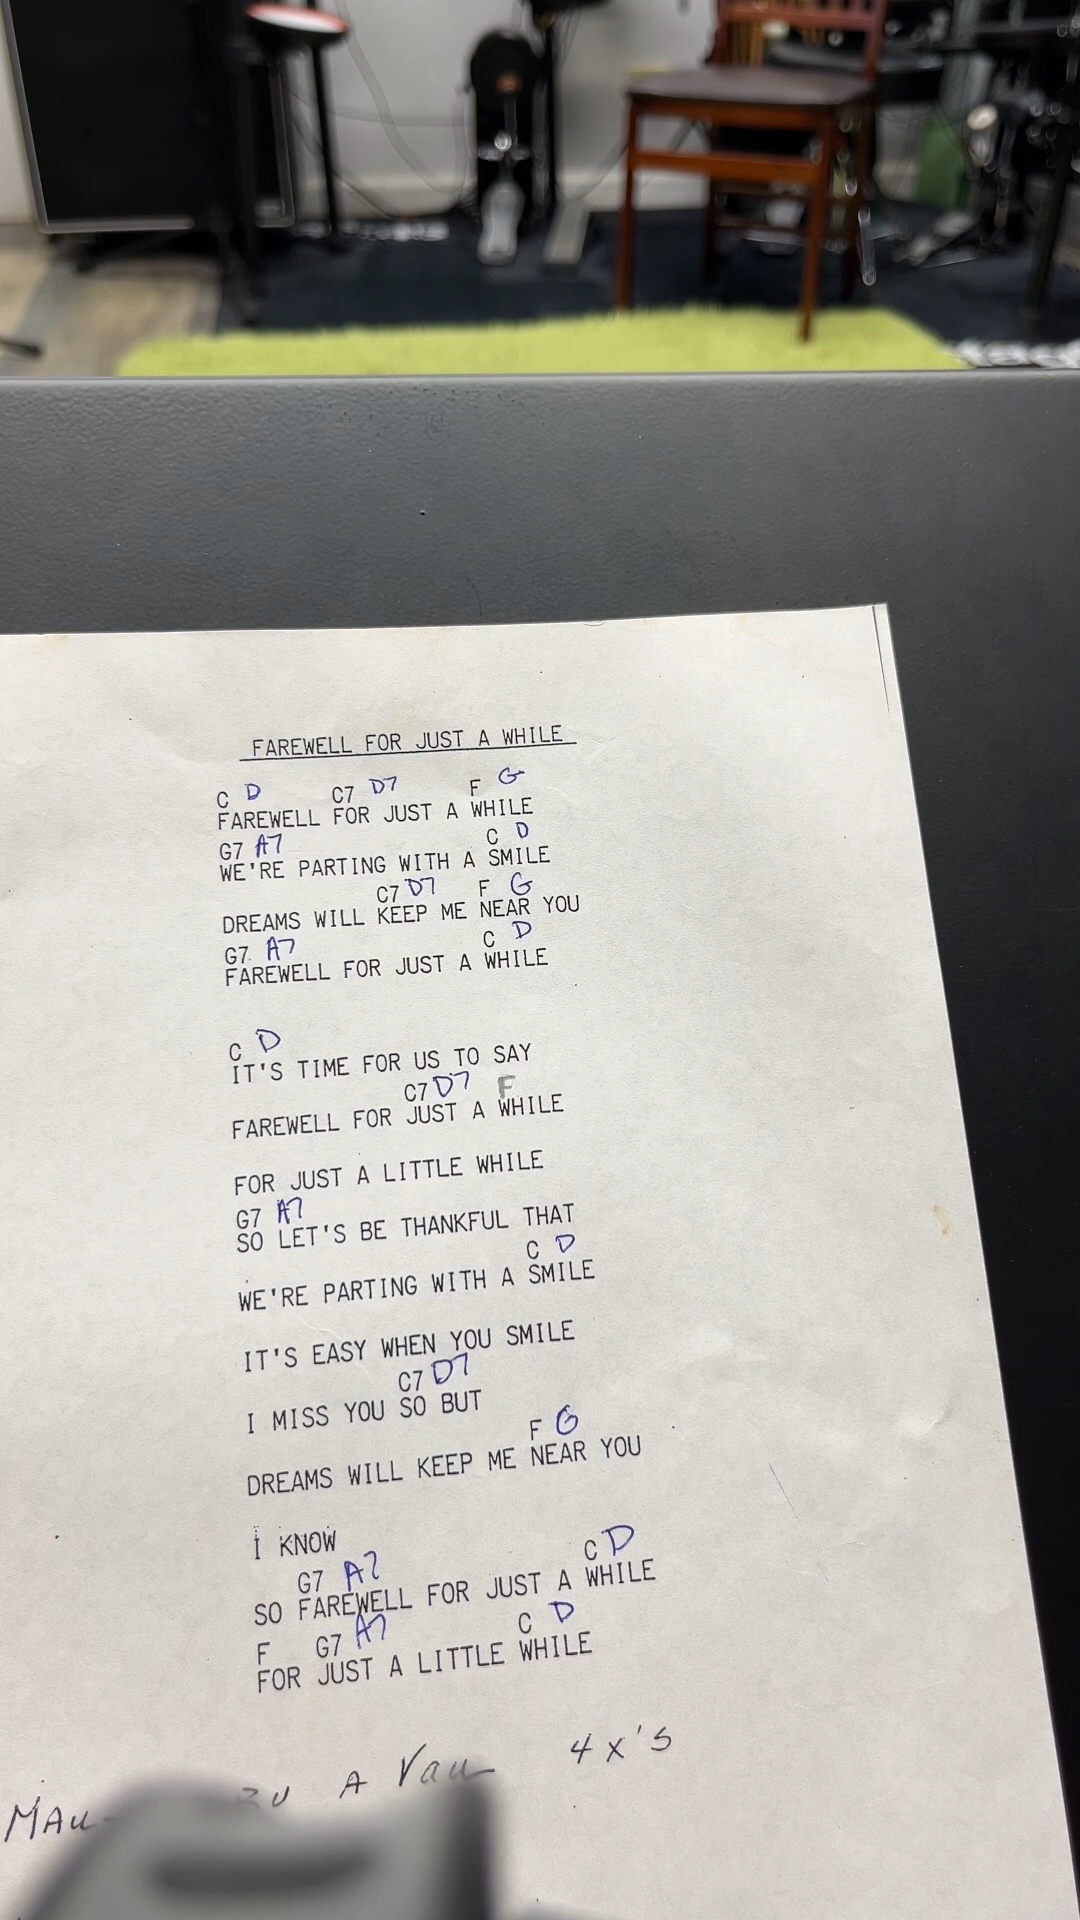 FAREWELL FOR JUST A WHILE
C D C7 D7 F G
FAREWELL FOR JUST A WHILE
G7 A7 C D
WE'RE PARTING WITH A SMILE
C7 D7 F G
DREAMS WILL KEEP ME NEAR YOU
G7 A7 C D
FAREWELL FOR JUST A WHILE
C D
IT'S TIME FOR US TO SAY
C7 D7 F
FAREWELL FOR JUST A WHILE
FOR JUST A LITTLE WHILE
G7 A7
SO LET'S BE THANKFUL THAT
C D
WE'RE PARTING WITH A SMILE
IT'S EASY WHEN YOU SMILE
C7 D7
I MISS YOU SO BUT
F G
DREAMS WILL KEEP ME NEAR YOU
I KNOW
G7 A7 C D
SO FAREWELL FOR JUST A WHILE
F G7 A7 C D
FOR JUST A LITTLE WHILE
A Vau 4x's